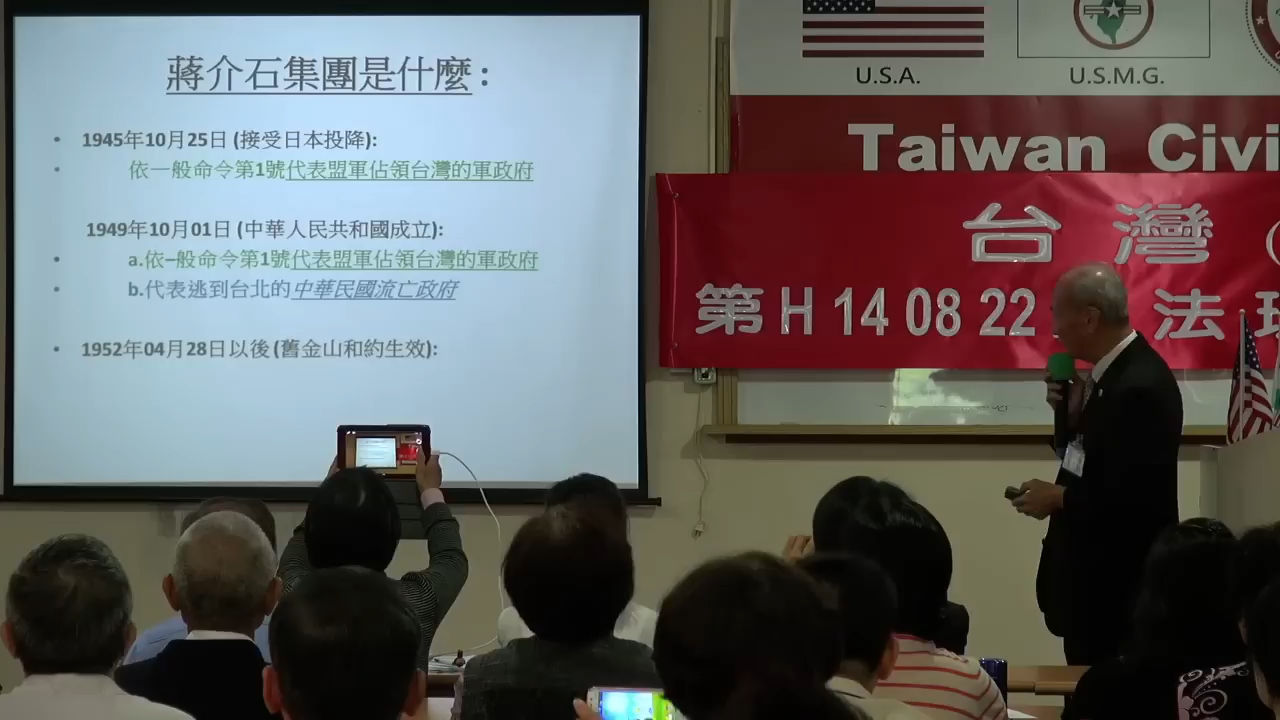 蔣介石集團是什麼：
• 1945年10月25日 (接受日本投降):
• 依一般命令第1號代表盟軍佔領台灣的軍政府
1949年10月01日 (中華人民共和國成立):
• a.依一般命令第1號代表盟軍佔領台灣的軍政府
• b.代表逃到台北的中華民國流亡政府
• 1952年04月28日以後 (舊金山和約生效):
U.S.A.
U.S.M.G.
Taiwan Civi
台灣 (
第H 14 08 22
法